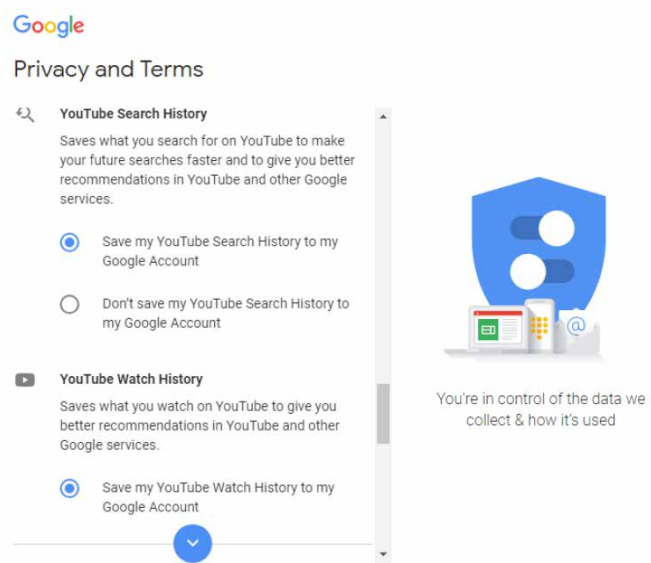 Google
Privacy and Terms
YouTube Search History
Saves what you search for on YouTube to make
your future searches faster and to give you better
recommendations in YouTube and other Google
services.
Save my YouTube Search History to my
Google Account
Don't save my YouTube Search History to
my Google Account
YouTube Watch History
Saves what you watch on YouTube to give you
better recommendations in YouTube and other
Google services.
Save my YouTube Watch History to my
Google Account
@
You're in control of the data we
collect & how it's used